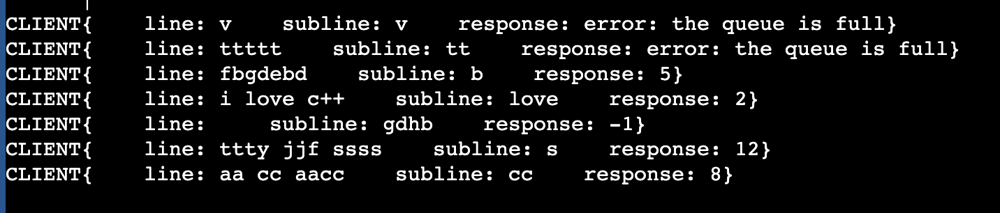 CLIENT{    line: v    subline: v    response: error: the queue is full}
CLIENT{    line: ttttt    subline: tt    response: error: the queue is full}
CLIENT{    line: fbgdebd    subline: b    response: 5}
CLIENT{    line: i love c++    subline: love    response: 2}
CLIENT{    line:     subline: gdhb    response: -1}
CLIENT{    line: ttty jjf ssss    subline: s    response: 12}
CLIENT{    line: aa cc aacc    subline: cc    response: 8}